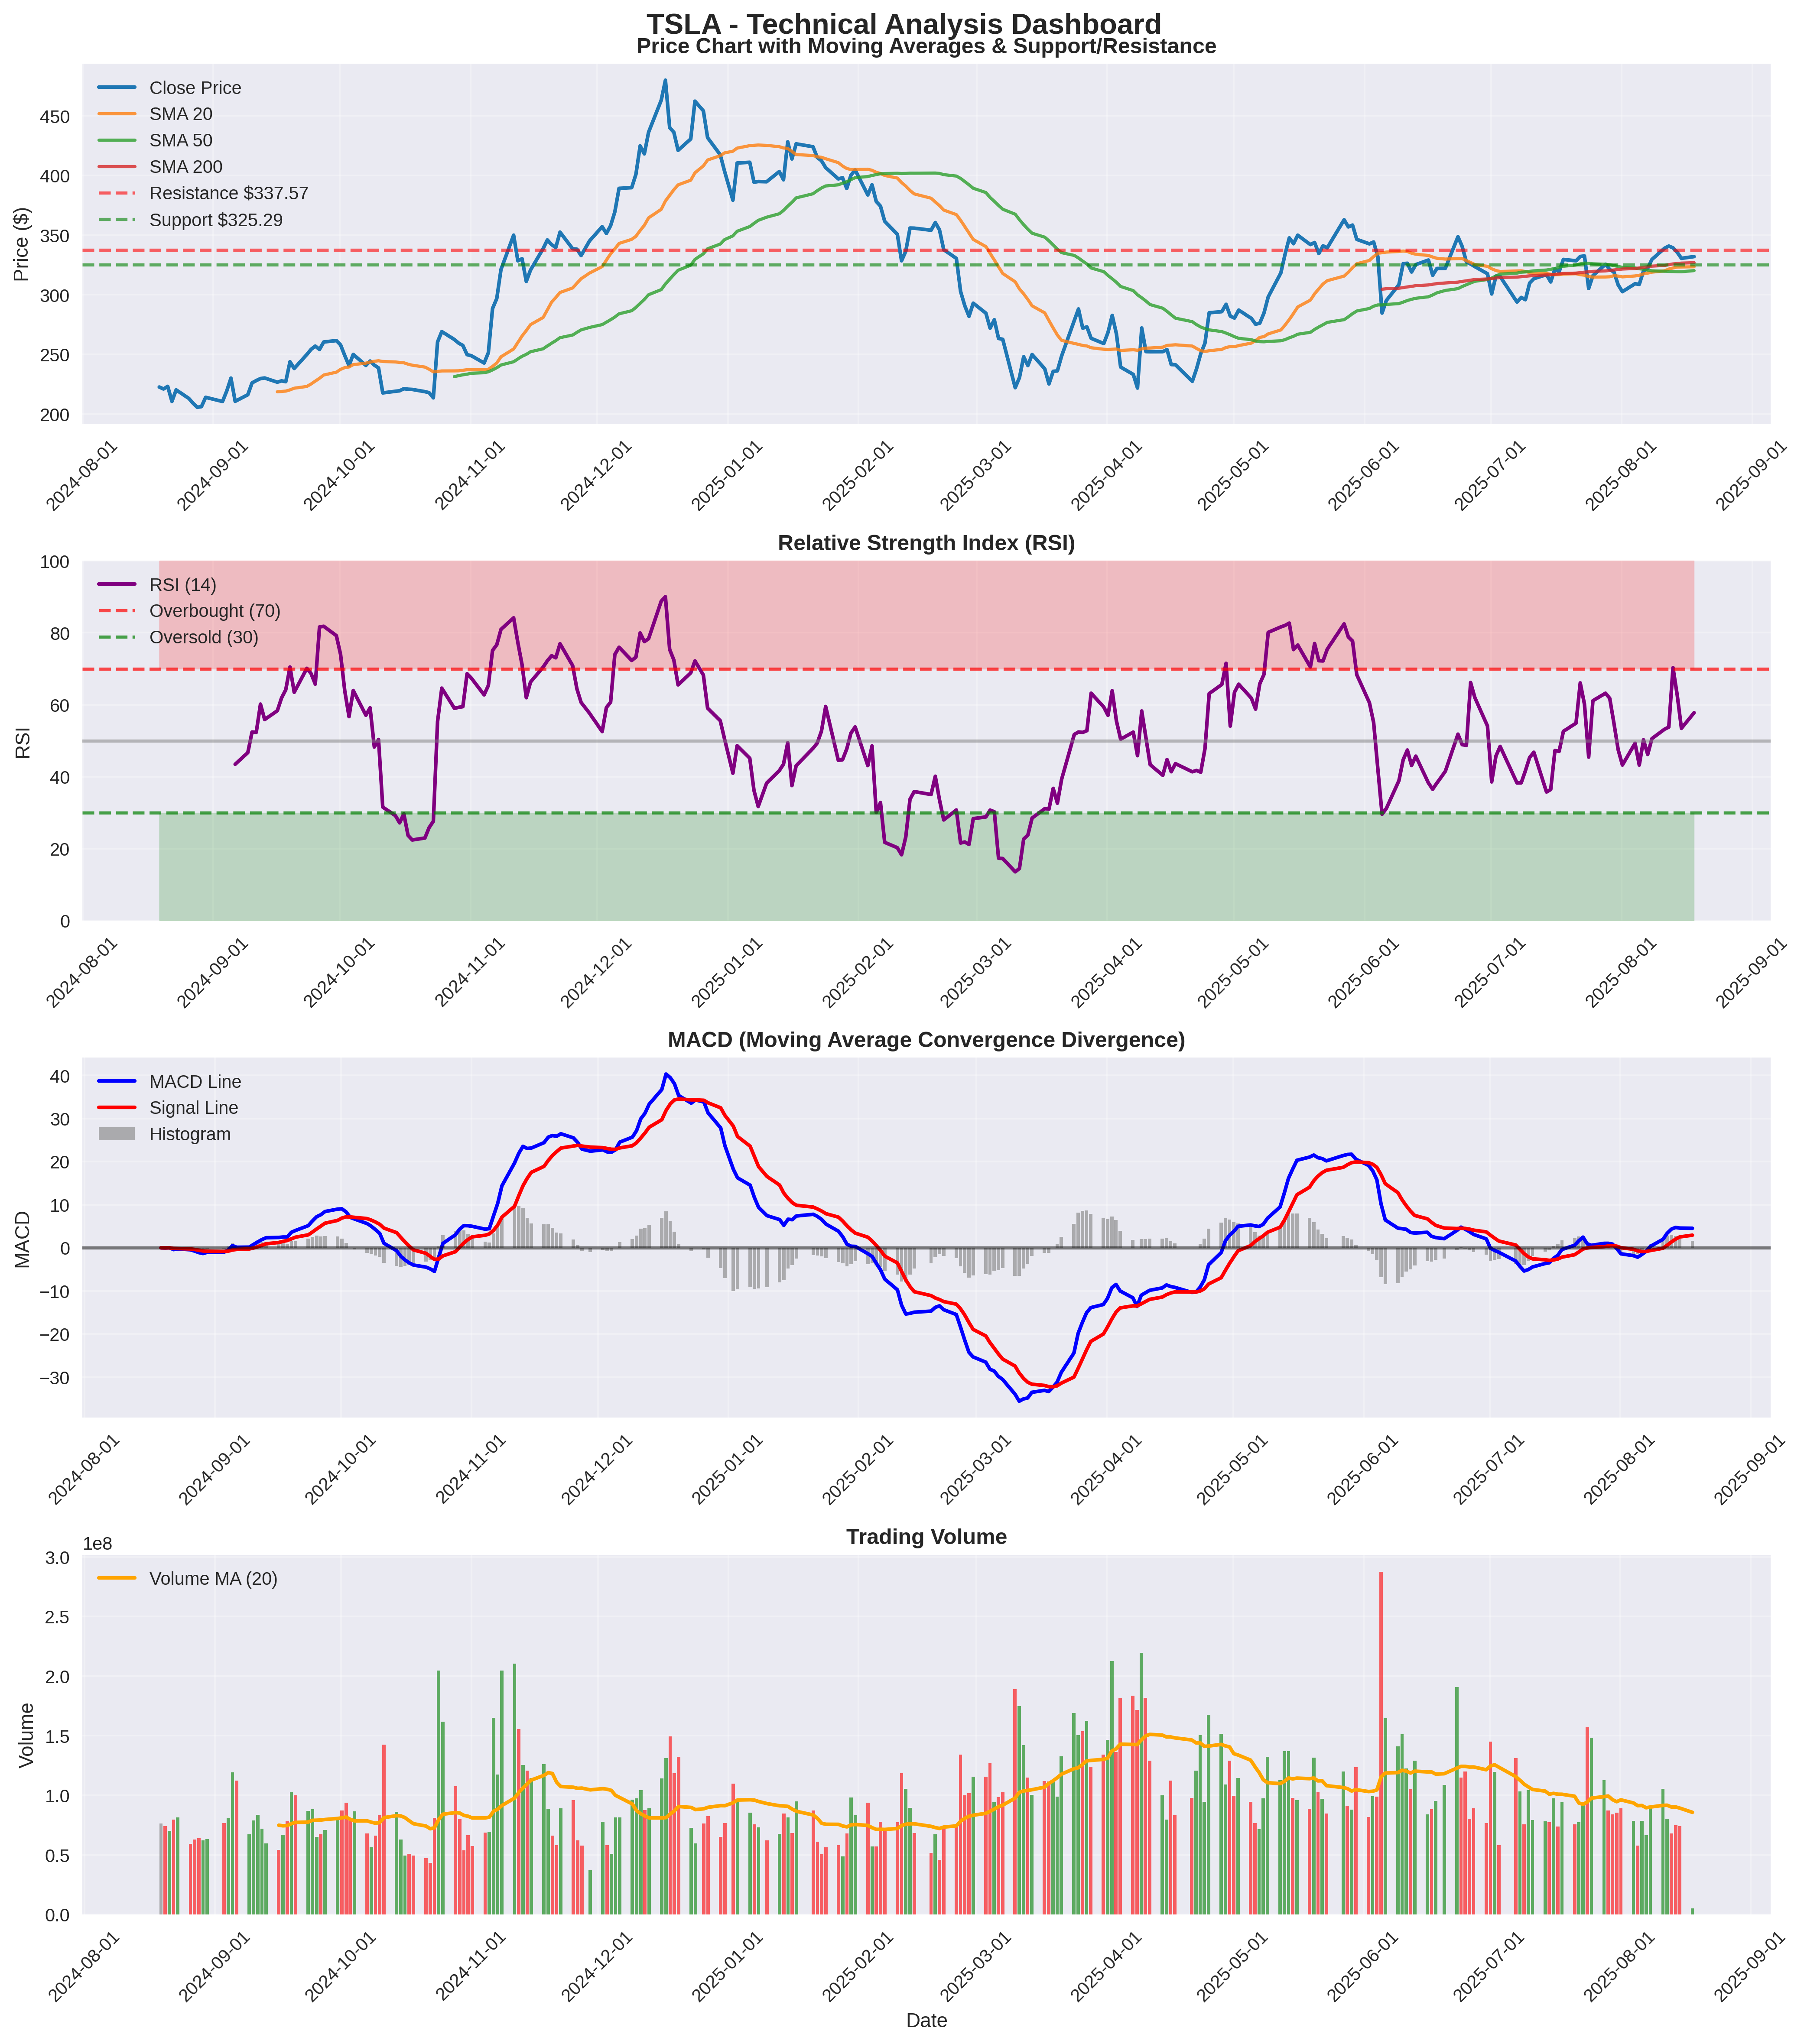 TSLA - Technical Analysis Dashboard
Price Chart with Moving Averages & Support/Resistance
Close Price
SMA 20
SMA 50
SMA 200
Resistance $337.57
Support $325.29
Price ($)
450
400
350
300
250
200
2024-08-01 2024-09-01 2024-10-01 2024-11-01 2024-12-01 2025-01-01 2025-02-01 2025-03-01 2025-04-01 2025-05-01 2025-06-01 2025-07-01 2025-08-01 2025-09-01
Relative Strength Index (RSI)
RSI (14)
Overbought (70)
Oversold (30)
RSI
100
80
60
40
20
0
2024-08-01 2024-09-01 2024-10-01 2024-11-01 2024-12-01 2025-01-01 2025-02-01 2025-03-01 2025-04-01 2025-05-01 2025-06-01 2025-07-01 2025-08-01 2025-09-01
MACD (Moving Average Convergence Divergence)
MACD Line
Signal Line
Histogram
MACD
40
30
20
10
0
−10
−20
−30
2024-08-01 2024-09-01 2024-10-01 2024-11-01 2024-12-01 2025-01-01 2025-02-01 2025-03-01 2025-04-01 2025-05-01 2025-06-01 2025-07-01 2025-08-01 2025-09-01
Trading Volume
1e8
Volume MA (20)
Volume
3.0
2.5
2.0
1.5
1.0
0.5
0.0
2024-08-01 2024-09-01 2024-10-01 2024-11-01 2024-12-01 2025-01-01 2025-02-01 2025-03-01 2025-04-01 2025-05-01 2025-06-01 2025-07-01 2025-08-01 2025-09-01
Date